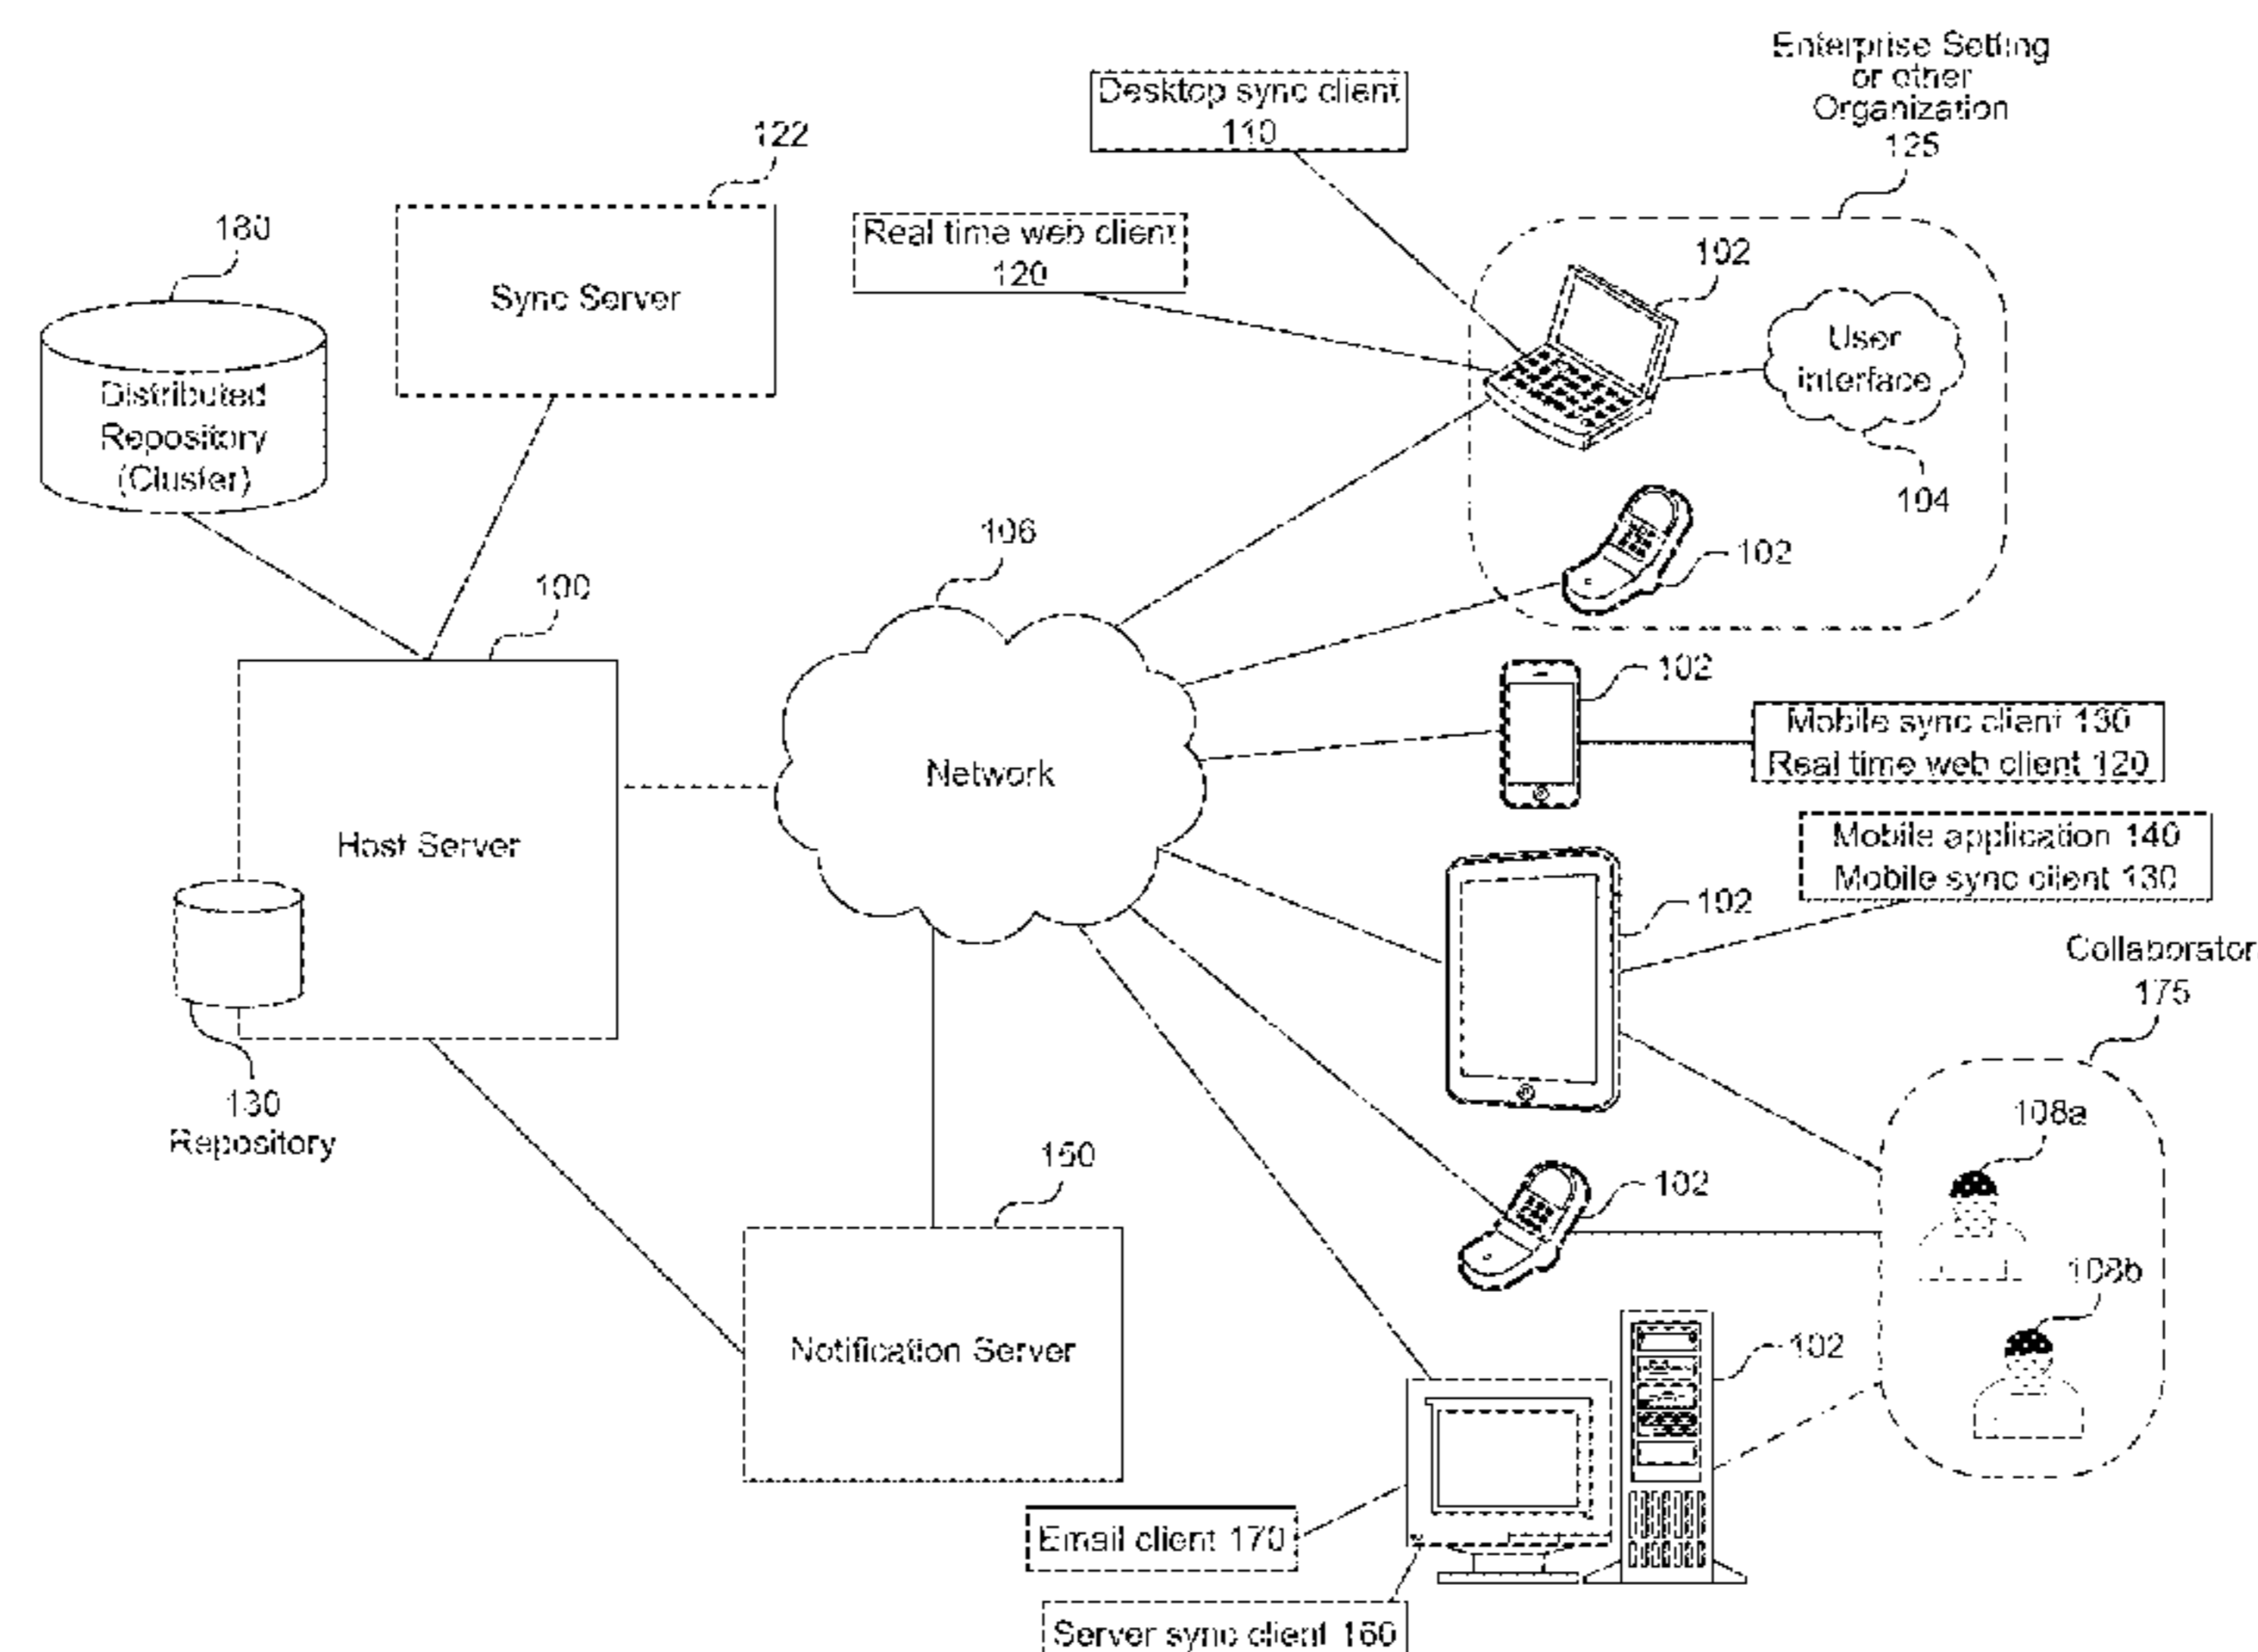 Enterprise Setting
or other
Organization
125
Desktop sync client
110
122
Real time web client
120
102
180
Sync Server
User
interface
Distributed
Repository
(Cluster)
104
106
102
100
102
Mobile sync client 130
Real time web client 120
Network
Host Server
Mobile application 140
Mobile sync client 130
102
Collaborator
175
130
Repository
108a
150
102
108b
Notification Server
102
Email client 170
Server sync client 160